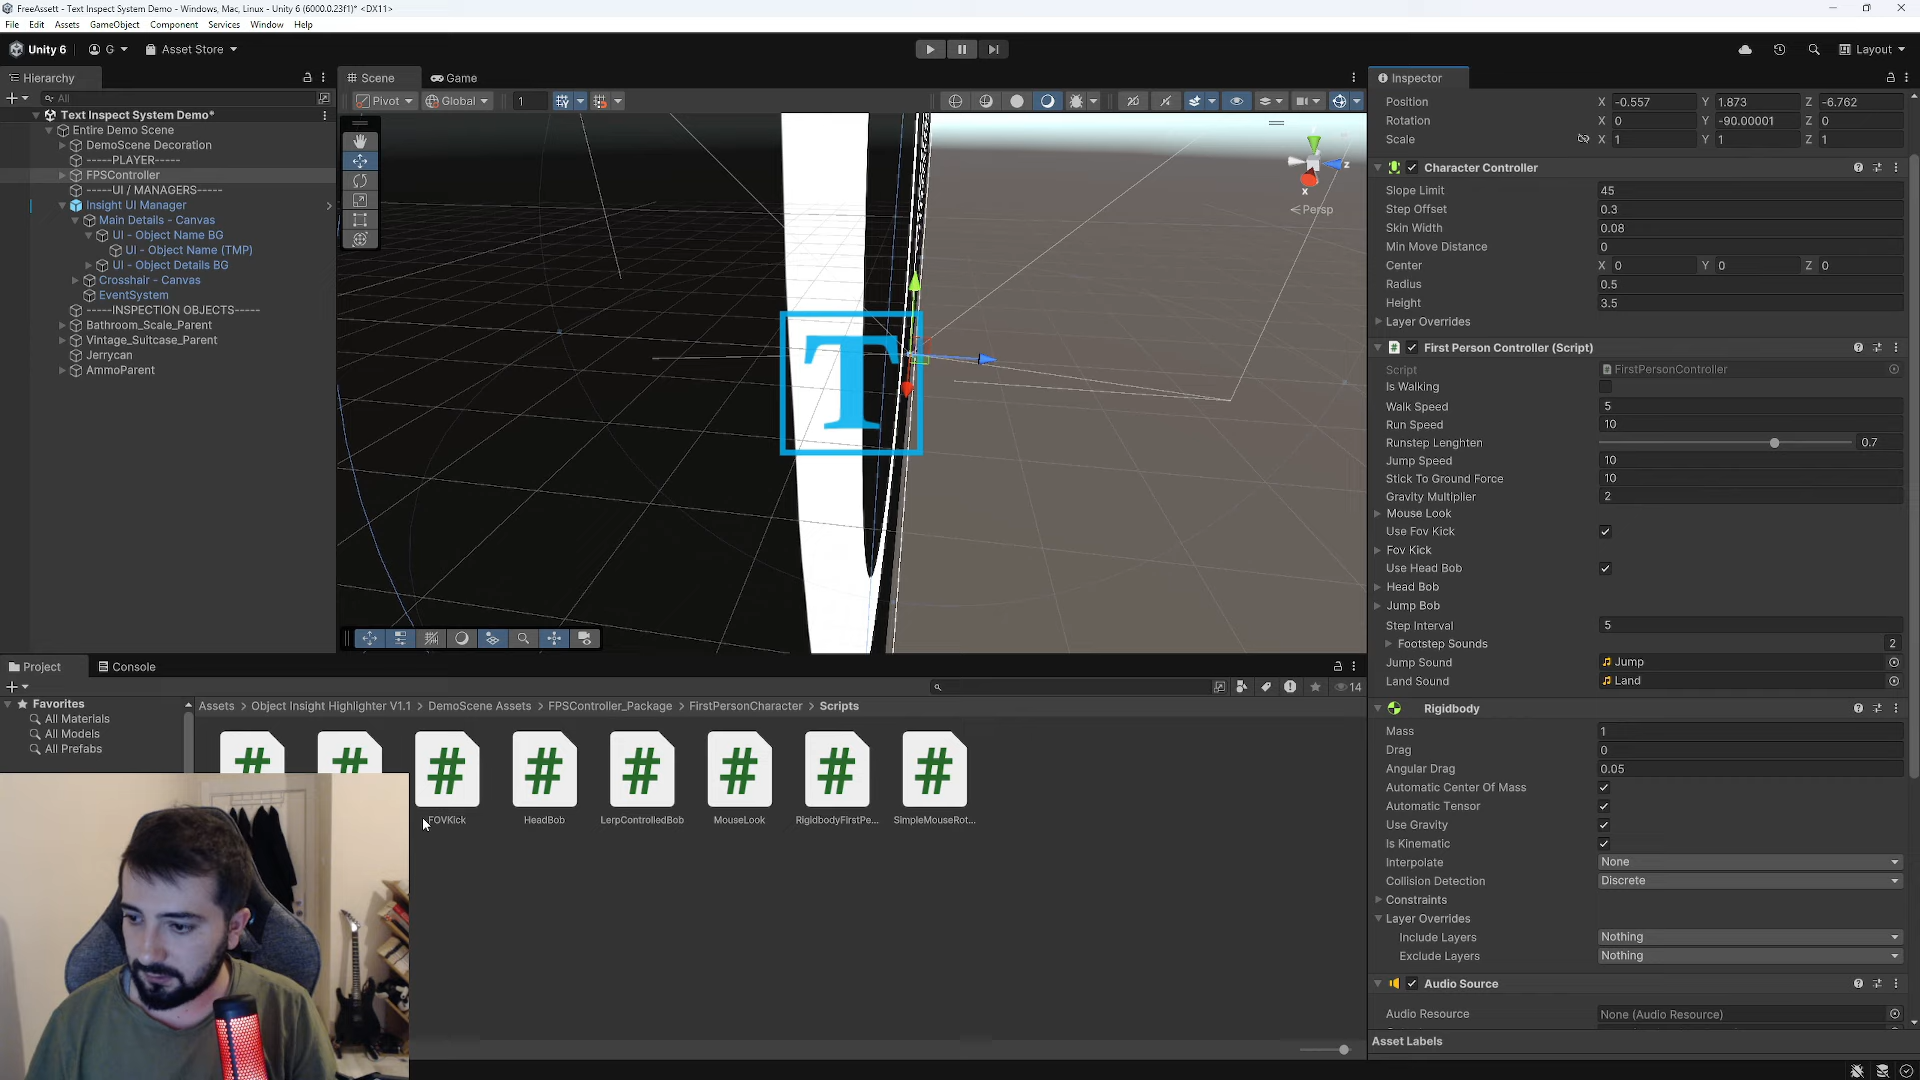 FreeAssett - Text Inspect System Demo - Windows, Mac, Linux - Unity 6 (6000.0.23f1)* <DX11>
File Edit Assets GameObject Component Services Window Help
Unity 6 G Asset Store Layout
Hierarchy Scene Game Inspector
All Pivot Global 1
Text Inspect System Demo*
Entire Demo Scene
DemoScene Decoration
-----PLAYER-----
FPSController
-----UI / MANAGERS-----
Insight UI Manager
Main Details - Canvas
UI - Object Name BG
UI - Object Name (TMP)
UI - Object Details BG
Crosshair - Canvas
EventSystem
-----INSPECTION OBJECTS-----
Bathroom_Scale_Parent
Vintage_Suitcase_Parent
Jerrycan
AmmoParent
T
y
z
x
Persp
Position X -0.557 Y 1.873 Z -6.762
Rotation X 0 Y -90.00001 Z 0
Scale X 1 Y 1 Z 1
Character Controller
Slope Limit 45
Step Offset 0.3
Skin Width 0.08
Min Move Distance 0
Center X 0 Y 0 Z 0
Radius 0.5
Height 3.5
Layer Overrides
First Person Controller (Script)
Script FirstPersonController
Is Walking
Walk Speed 5
Run Speed 10
Runstep Lenghten 0.7
Jump Speed 10
Stick To Ground Force 10
Gravity Multiplier 2
Mouse Look
Use Fov Kick
Fov Kick
Use Head Bob
Head Bob
Jump Bob
Step Interval 5
Footstep Sounds 2
Jump Sound Jump
Land Sound Land
Rigidbody
Mass 1
Drag 0
Angular Drag 0.05
Automatic Center Of Mass
Automatic Tensor
Use Gravity
Is Kinematic
Interpolate None
Collision Detection Discrete
Constraints
Layer Overrides
Include Layers Nothing
Exclude Layers Nothing
Audio Source
Audio Resource None (Audio Resource)
Asset Labels
Project Console
14
Favorites
All Materials
All Models
All Prefabs
Assets > Object Insight Highlighter V1.1 > DemoScene Assets > FPSController_Package > FirstPersonCharacter > Scripts
# # # # # # # #
FOVKick HeadBob LerpControlledBob MouseLook RigidbodyFirstPe... SimpleMouseRot...